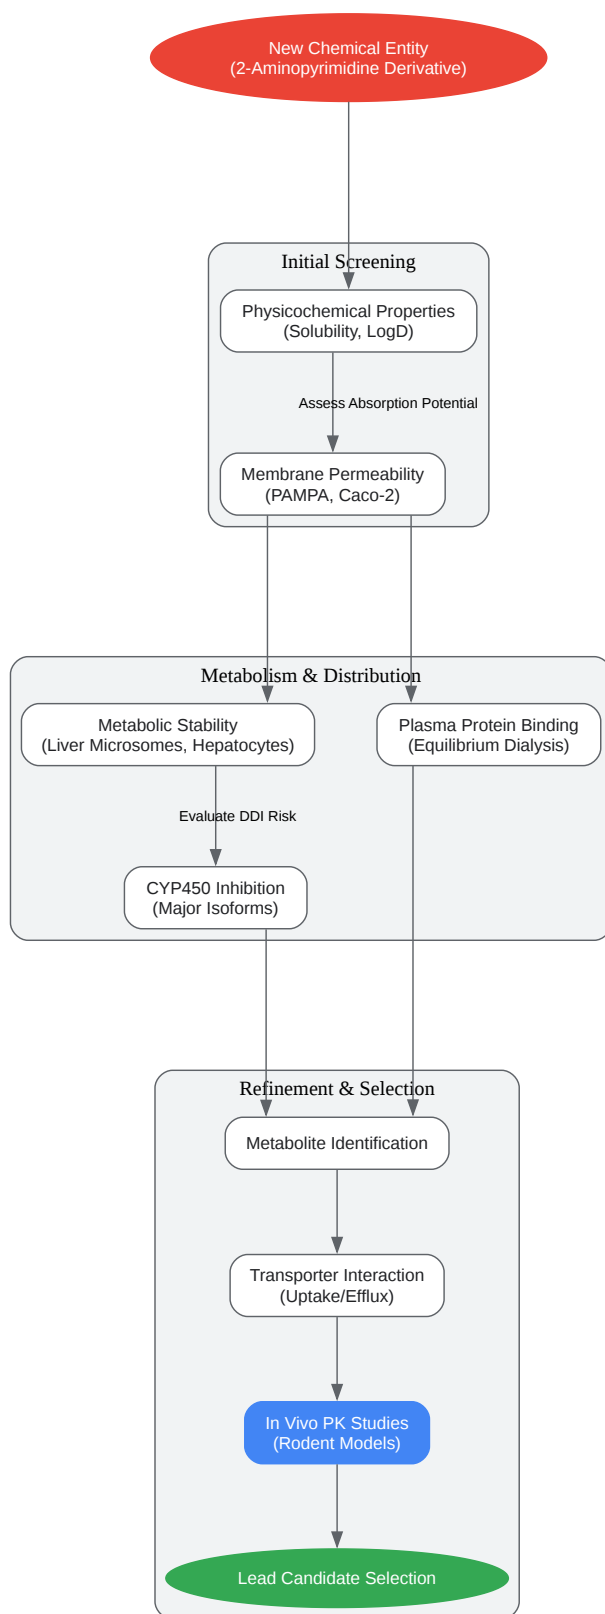 New Chemical Entity
(2-Aminopyrimidine Derivative)
Initial Screening
Physicochemical Properties
(Solubility, LogD)
Assess Absorption Potential
Membrane Permeability
(PAMPA, Caco-2)
Metabolism & Distribution
Metabolic Stability
(Liver Microsomes, Hepatocytes)
Plasma Protein Binding
(Equilibrium Dialysis)
Evaluate DDI Risk
CYP450 Inhibition
(Major Isoforms)
Refinement & Selection
Metabolite Identification
Transporter Interaction
(Uptake/Efflux)
In Vivo PK Studies
(Rodent Models)
Lead Candidate Selection